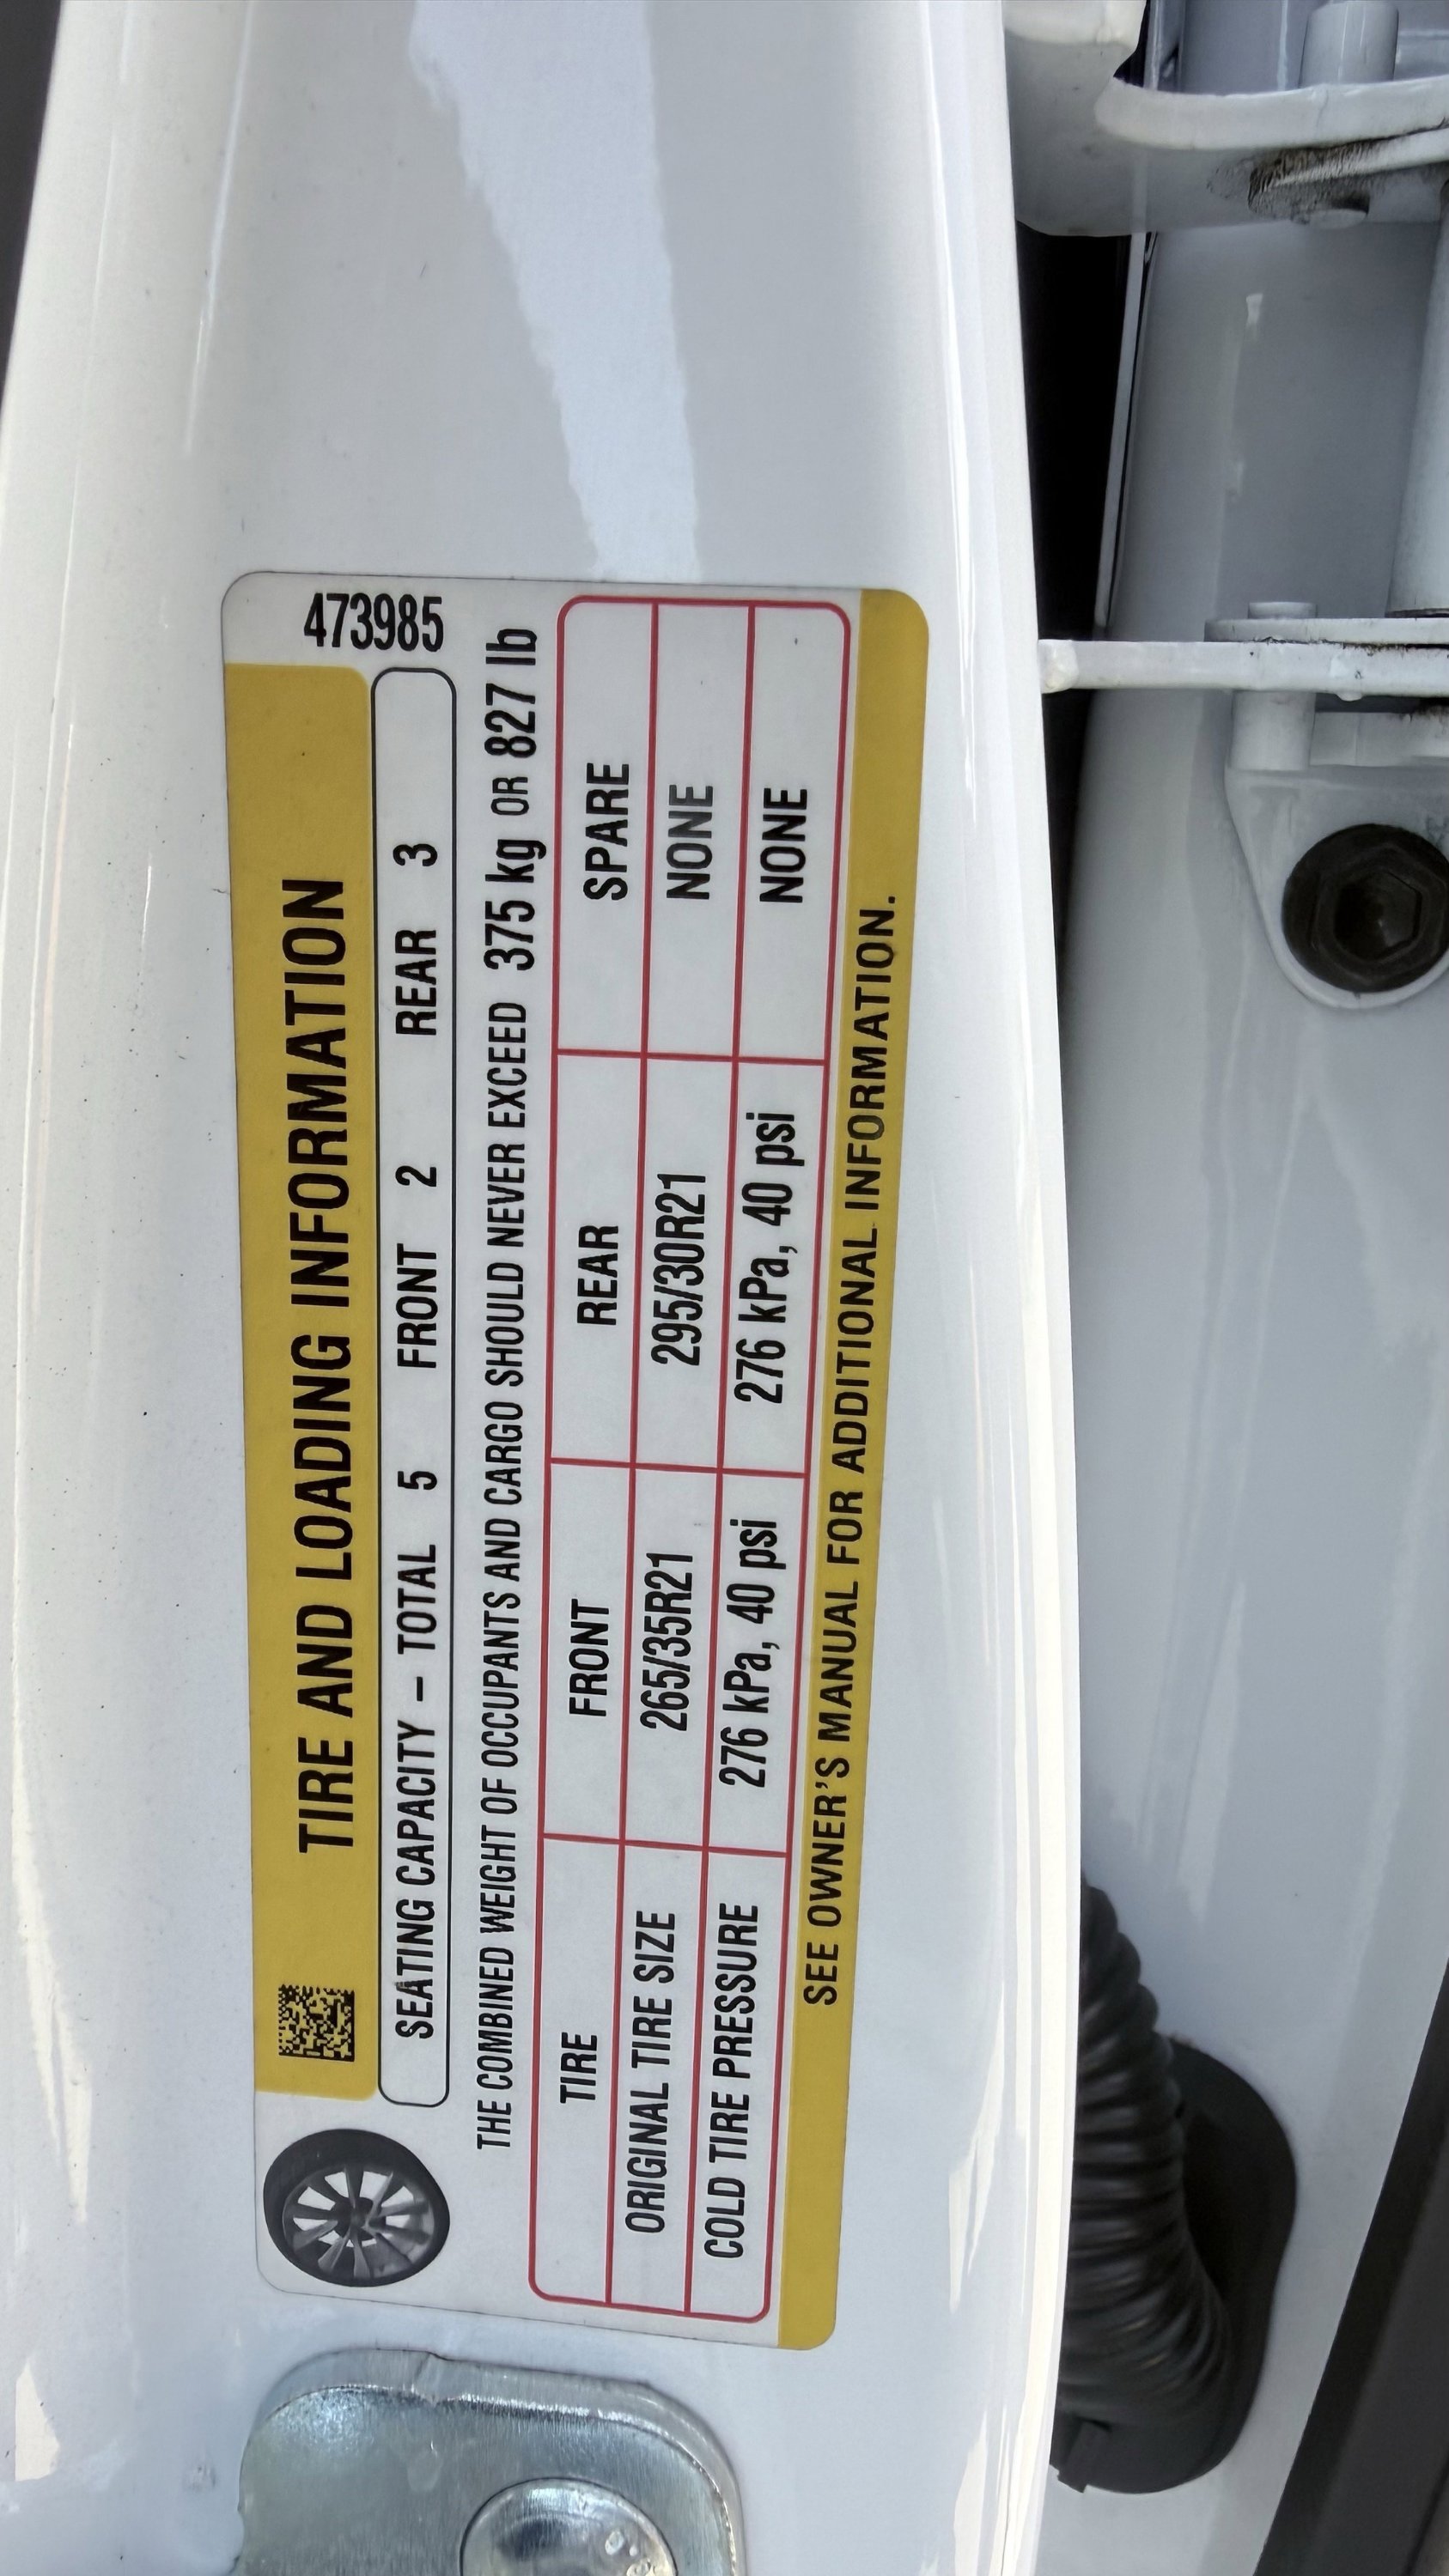 473985
TIRE AND LOADING INFORMATION
SEATING CAPACITY – TOTAL 5 FRONT 2 REAR 3
THE COMBINED WEIGHT OF OCCUPANTS AND CARGO SHOULD NEVER EXCEED 375 kg OR 827 lb
TIRE FRONT REAR SPARE
ORIGINAL TIRE SIZE 265/35R21 295/30R21 NONE
COLD TIRE PRESSURE 276 kPa, 40 psi 276 kPa, 40 psi NONE
SEE OWNER'S MANUAL FOR ADDITIONAL INFORMATION.